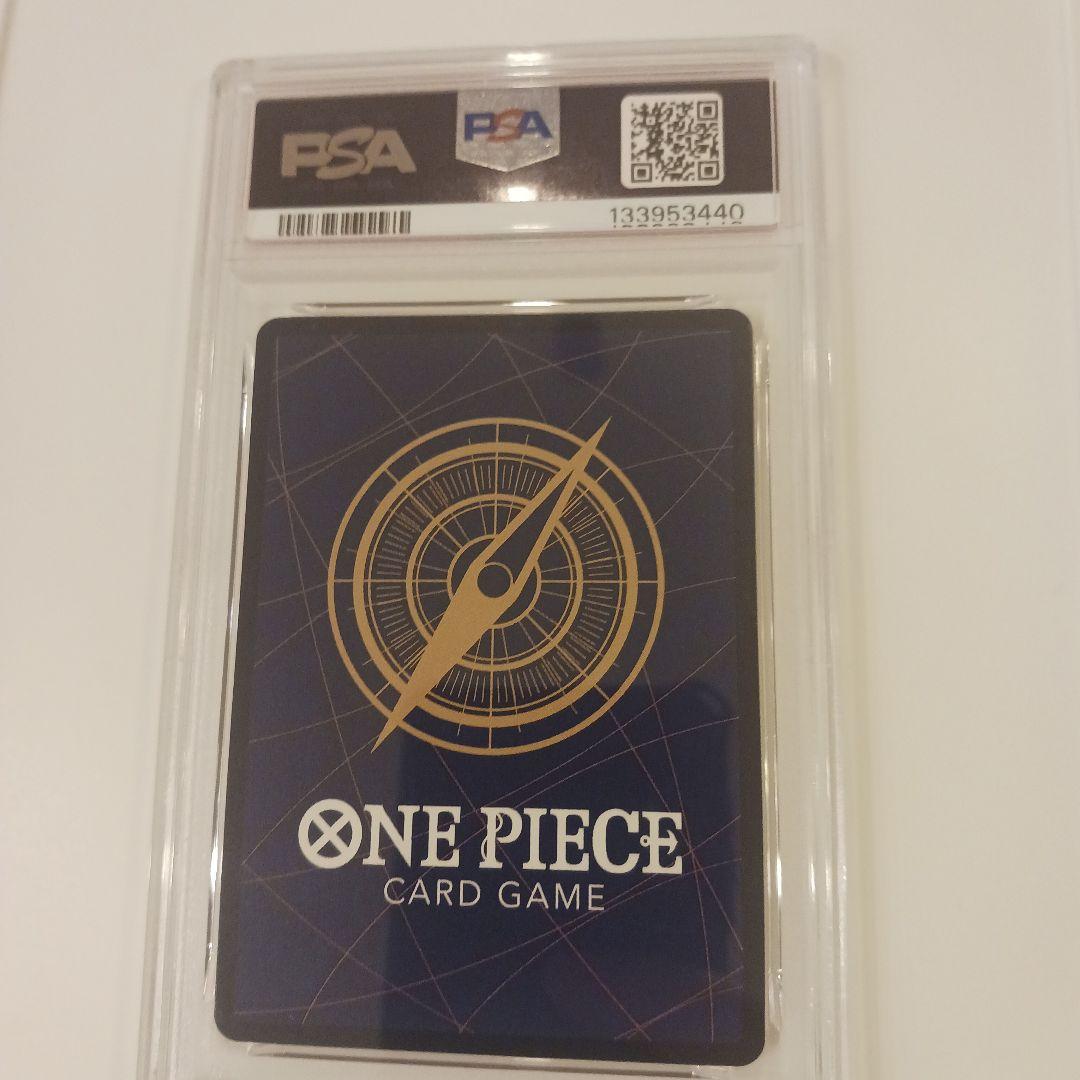 PSA
PSA
133953440
ONE PIECE
CARD GAME